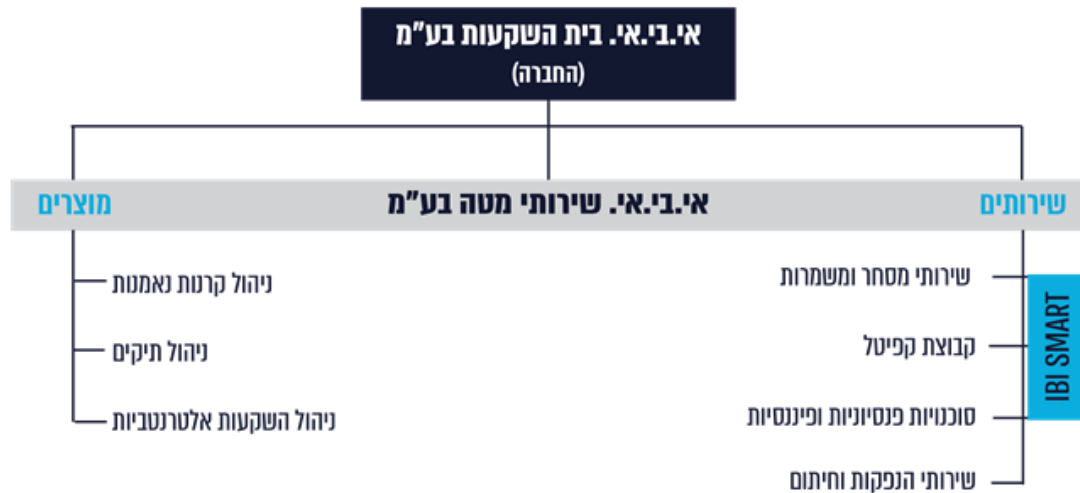 אי.בי.אי. בית השקעות בע"מ
(החברה)
שירותים
אי.בי.אי. שירותי מטה בע"מ
מוצרים
שירותי מסחר ומשמרות
קבוצת קפיטל
סוכנויות פנסיוניות ופיננסיות
שירותי הנפקות וחיתום
IBI SMART
ניהול קרנות נאמנות
ניהול תיקים
ניהול השקעות אלטרנטביות